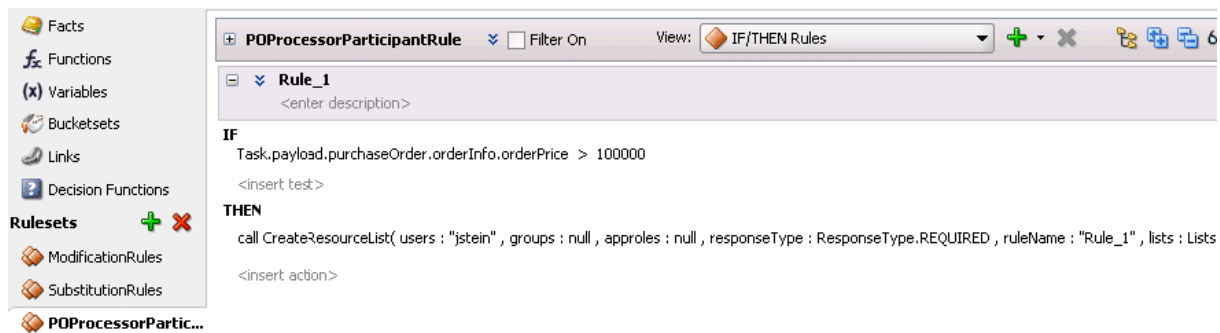 Facts
Functions
(x) Variables
Bucketsets
Links
Decision Functions
Rulesets
ModificationRules
SubstitutionRules
POProcessorPartic...
POProcessorParticipantRule Filter On View: IF/THEN Rules
Rule_1
<enter description>
IF
Task.payload.purchaseOrder.orderInfo.orderPrice > 100000
<insert test>
THEN
call CreateResourceList( users : "jstein" , groups : null , approles : null , responseType : ResponseType.REQUIRED , ruleName : "Rule_1" , lists : Lists
<insert action>